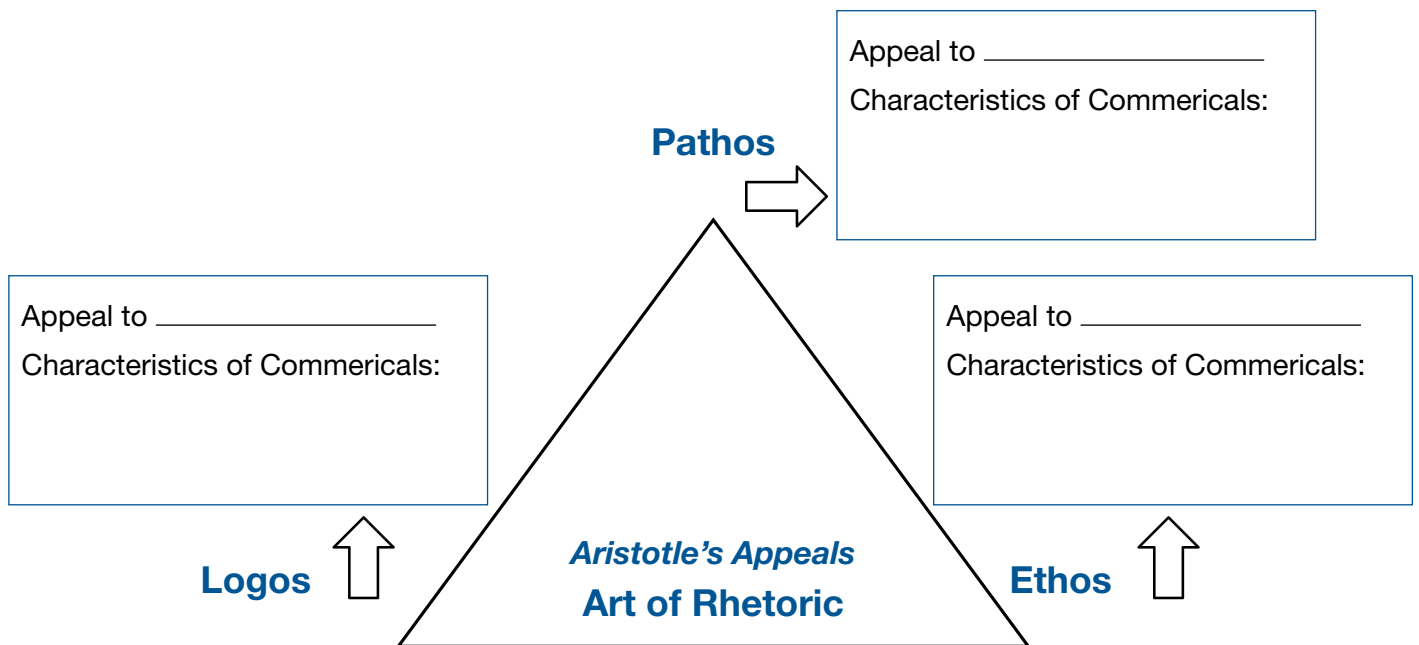 Pathos
Appeal to
Characteristics of Commericals:
Appeal to
Characteristics of Commericals:
Logos
Appeal to
Characteristics of Commericals:
Ethos
Aristotle’s Appeals
Art of Rhetoric